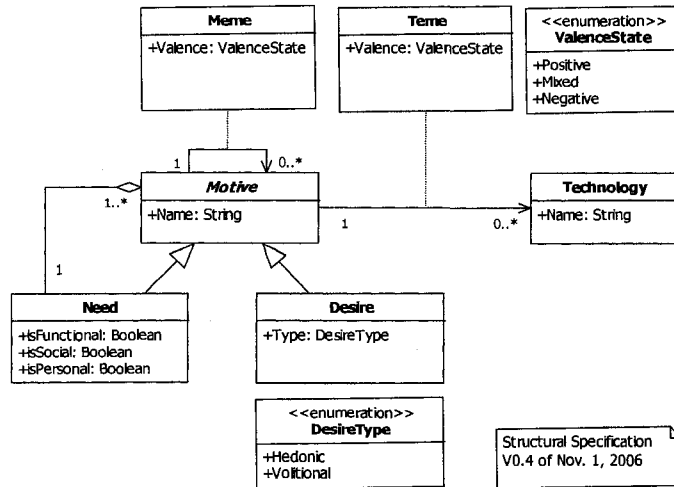 Meme
+Valence: ValenceState
Teme
+Valence: ValenceState
<<enumeration>>
ValenceState
+Positive
+Mixed
+Negative
1
0..*
Motive
+Name: String
1..*
1
1
0..*
Technology
+Name: String
Need
+isFunctional: Boolean
+isSocial: Boolean
+isPersonal: Boolean
Desire
+Type: DesireType
<<enumeration>>
DesireType
+Hedonic
+Volitional
Structural Specification
V0.4 of Nov. 1, 2006